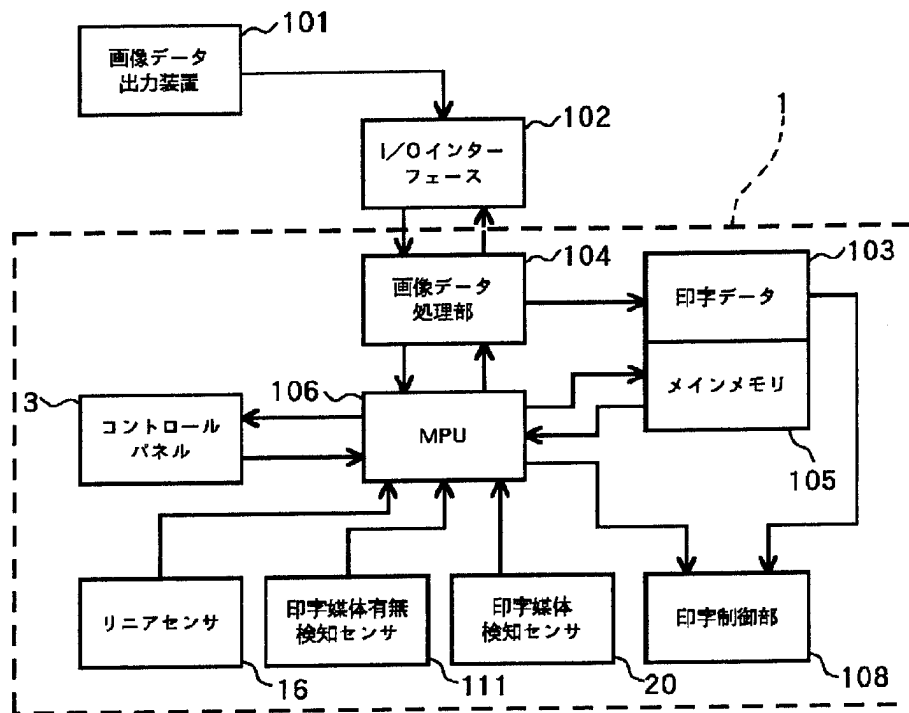 101
画像データ
出力装置
1
102
I/Oインター
フェース
104
画像データ
処理部
103
印字データ
メインメモリ
105
106
MPU
3
コントロール
パネル
リニアセンサ
16
印字媒体有無
検知センサ
111
印字媒体
検知センサ
20
印字制御部
108